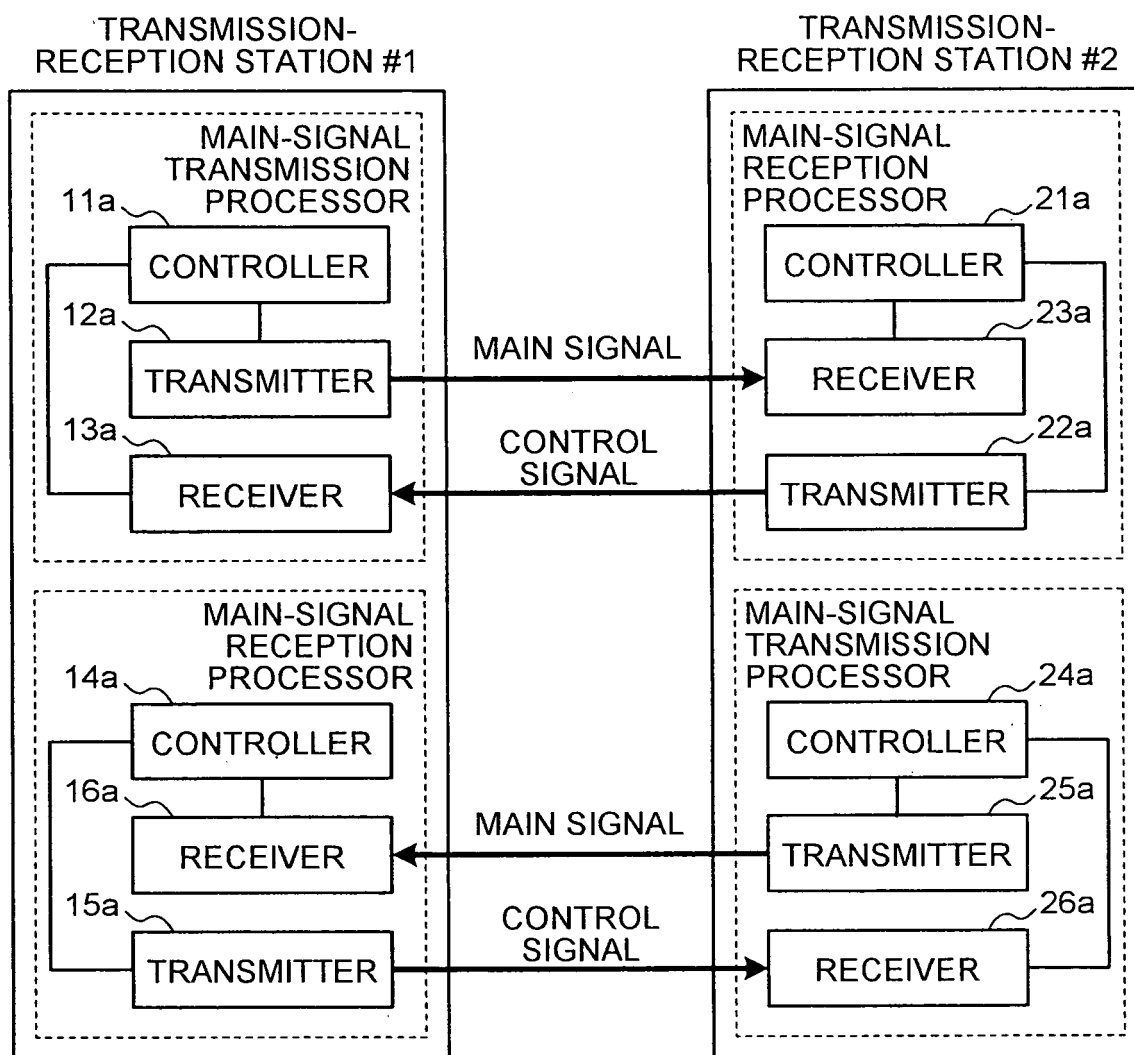 TRANSMISSION-
RECEPTION STATION #1
MAIN-SIGNAL
TRANSMISSION
PROCESSOR
11a
CONTROLLER
12a
TRANSMITTER
13a
RECEIVER
MAIN-SIGNAL
RECEPTION
PROCESSOR
14a
CONTROLLER
16a
RECEIVER
15a
TRANSMITTER
MAIN SIGNAL
CONTROL
SIGNAL
MAIN SIGNAL
CONTROL
SIGNAL
TRANSMISSION-
RECEPTION STATION #2
MAIN-SIGNAL
RECEPTION
PROCESSOR
21a
CONTROLLER
23a
RECEIVER
22a
TRANSMITTER
MAIN-SIGNAL
TRANSMISSION
PROCESSOR
24a
CONTROLLER
25a
TRANSMITTER
26a
RECEIVER